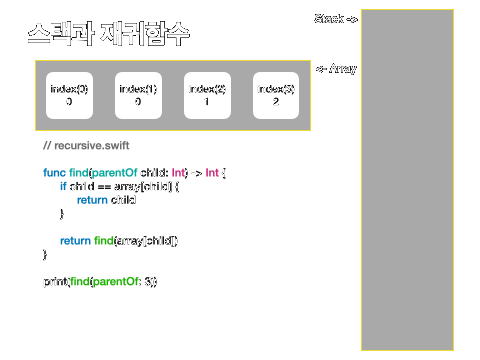 스택과 재귀함수
Stack ->
<- Array
index(0) index(1) index(2) index(3)
0 0 1 2
// recursive.swift
func find(parentOf child: Int) -> Int {
if child == array[child] {
return child
}
return find(array[child])
}
print(find(parentOf: 3))